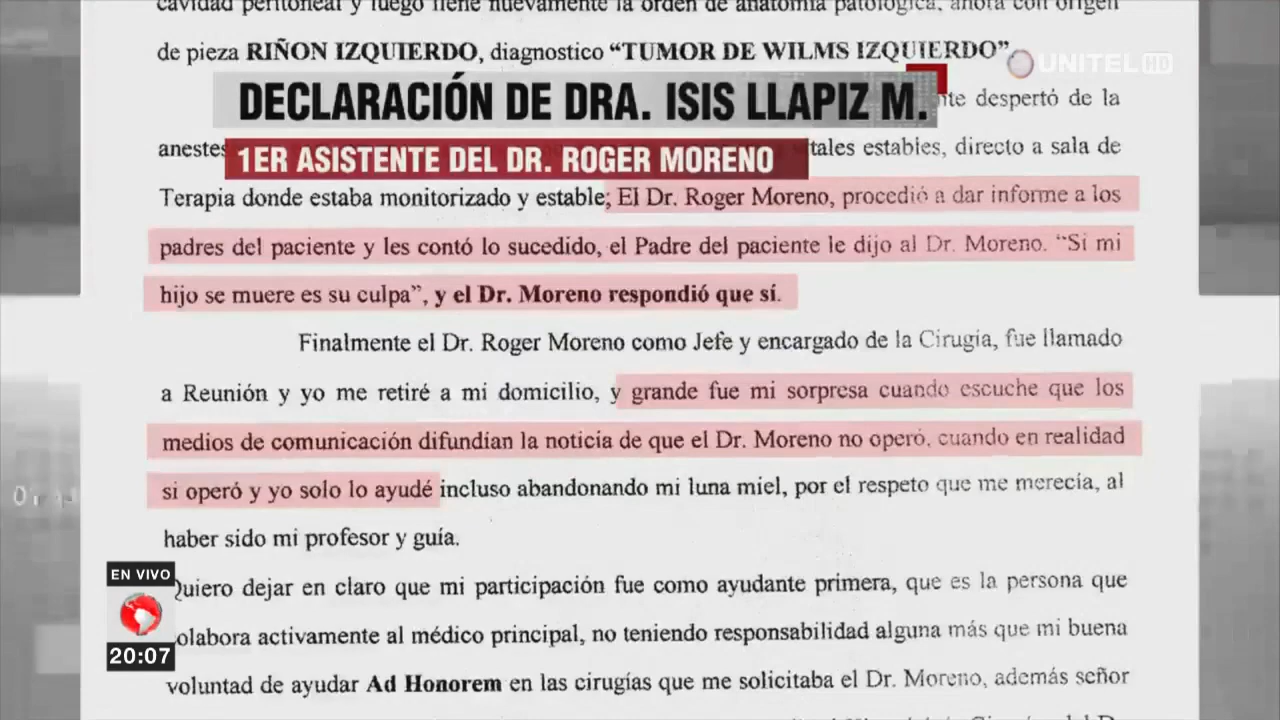 cavidad peritoneal y luego tiene nuevamente la orden de anatomía patológica, ahora con origen
de pieza RIÑON IZQUIERDO, diagnostico “TUMOR DE WILMS IZQUIERDO”
UNITEL HD
DECLARACIÓN DE DRA. ISIS LLAPIZ M.
despertó de la
1ER ASISTENTE DEL DR. ROGER MORENO
estables, directo a sala de
Terapia donde estaba monitorizado y estable; El Dr. Roger Moreno, procedió a dar informe a los
padres del paciente y les contó lo sucedido, el Padre del paciente le dijo al Dr. Moreno. “Si mi
hijo se muere es su culpa”, y el Dr. Moreno respondió que sí.
Finalmente el Dr. Roger Moreno como Jefe y encargado de la Cirugía, fue llamado
a Reunión y yo me retiré a mi domicilio, y grande fue mi sorpresa cuando escuche que los
medios de comunicación difundian la noticia de que el Dr. Moreno no operó, cuando en realidad
si operó y yo solo lo ayudé incluso abandonando mi luna miel, por el respeto que me merecía, al
haber sido mi profesor y guía.
Quiero dejar en claro que mi participación fue como ayudante primera, que es la persona que
olabora activamente al médico principal, no teniendo responsabilidad alguna más que mi buena
voluntad de ayudar Ad Honorem en las cirugías que me solicitaba el Dr. Moreno, además señor
EN VIVO
20:07